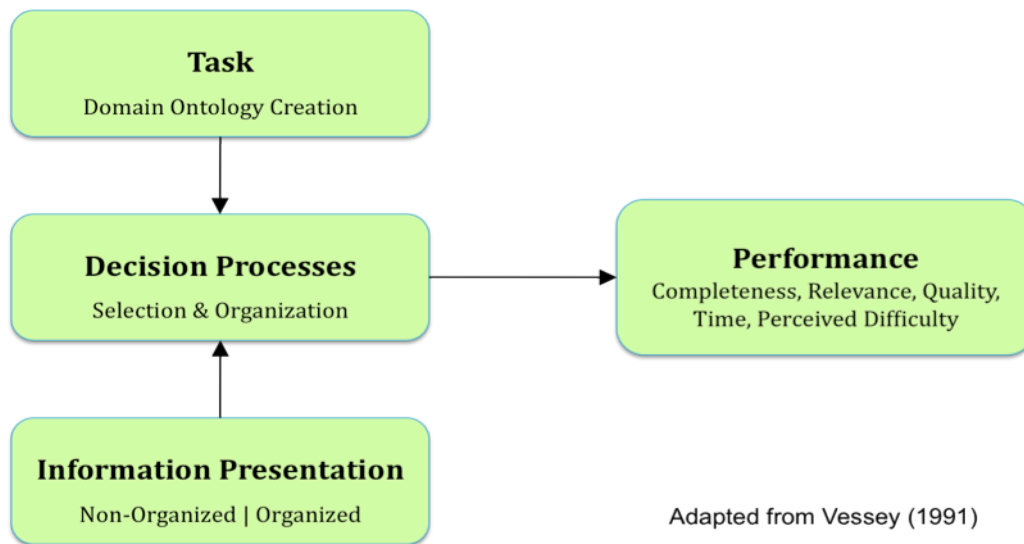 Task
Domain Ontology Creation
Decision Processes
Selection & Organization
Performance
Completeness, Relevance, Quality,
Time, Perceived Difficulty
Information Presentation
Non-Organized | Organized
Adapted from Vessey (1991)